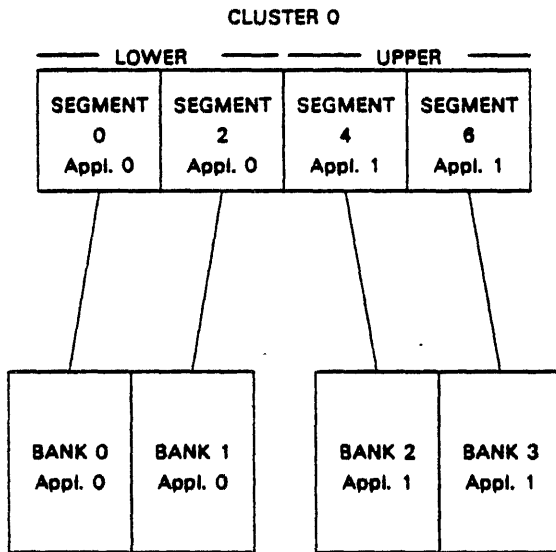 CLUSTER 0
LOWER UPPER
SEGMENT SEGMENT SEGMENT SEGMENT
0 2 4 6
Appl. 0 Appl. 0 Appl. 1 Appl. 1
BANK 0 BANK 1 BANK 2 BANK 3
Appl. 0 Appl. 0 Appl. 1 Appl. 1